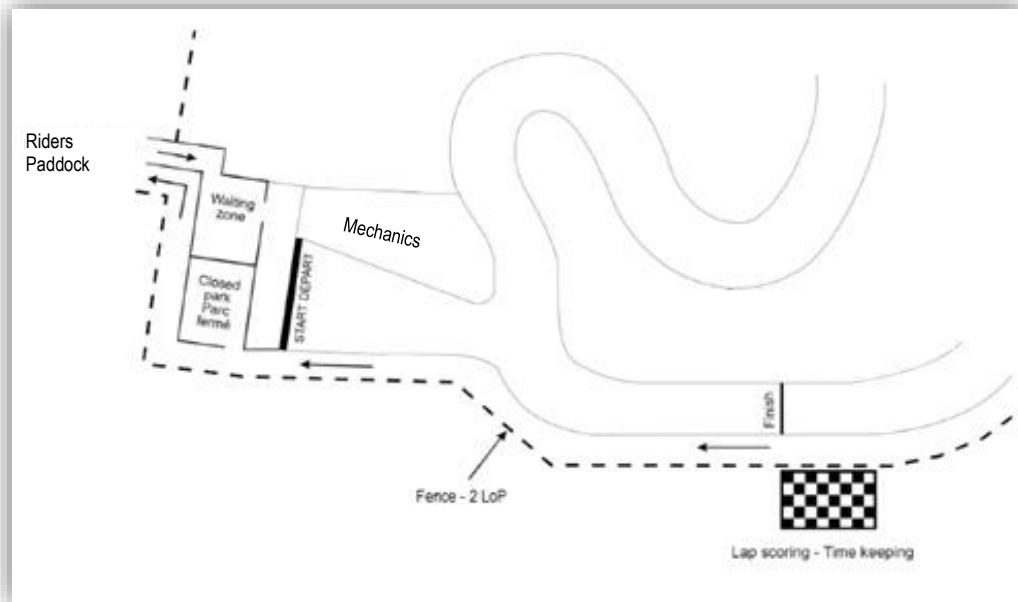 Riders
Paddock
Waiting
zone
Mechanics
Closed
park
Parc
fermé
START DEPART
Finish
Fence - 2 LoP
Lap scoring - Time keeping